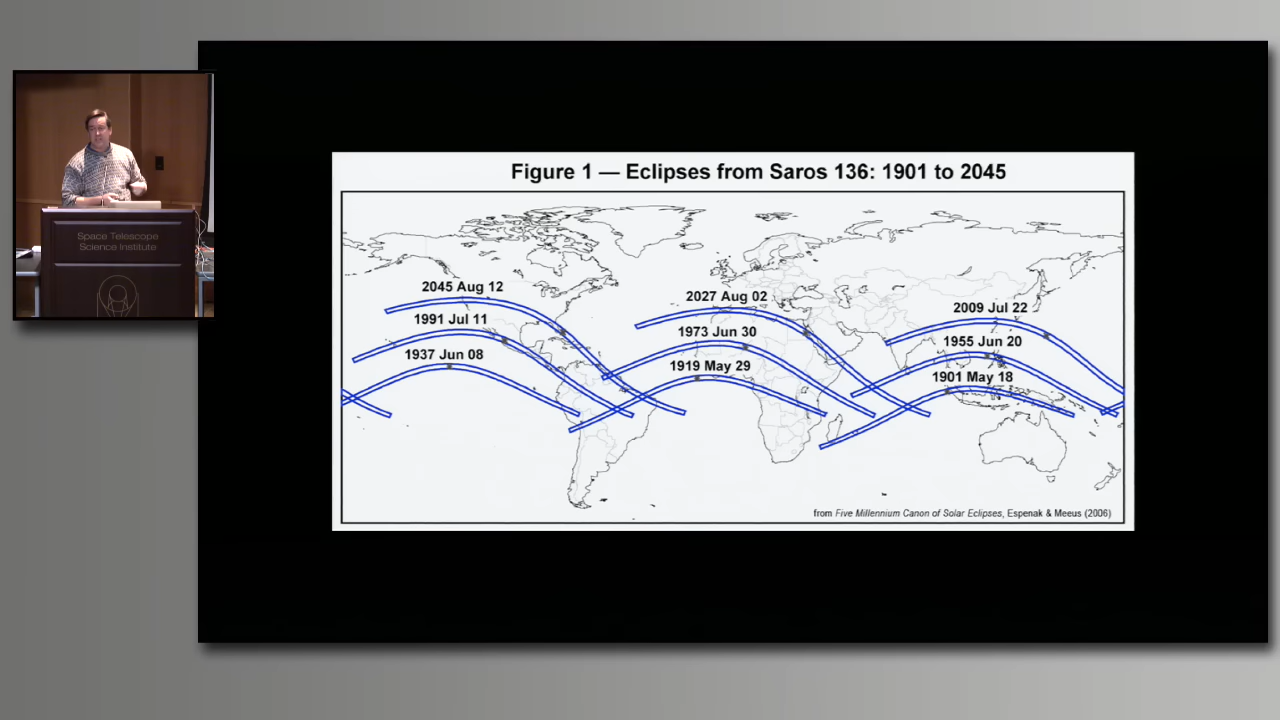 Space Telescope
Science Institute
Figure 1 — Eclipses from Saros 136: 1901 to 2045
2045 Aug 12
2027 Aug 02
2009 Jul 22
1991 Jul 11
1973 Jun 30
1955 Jun 20
1937 Jun 08
1919 May 29
1901 May 18
from Five Millennium Canon of Solar Eclipses, Espenak & Meeus (2006)